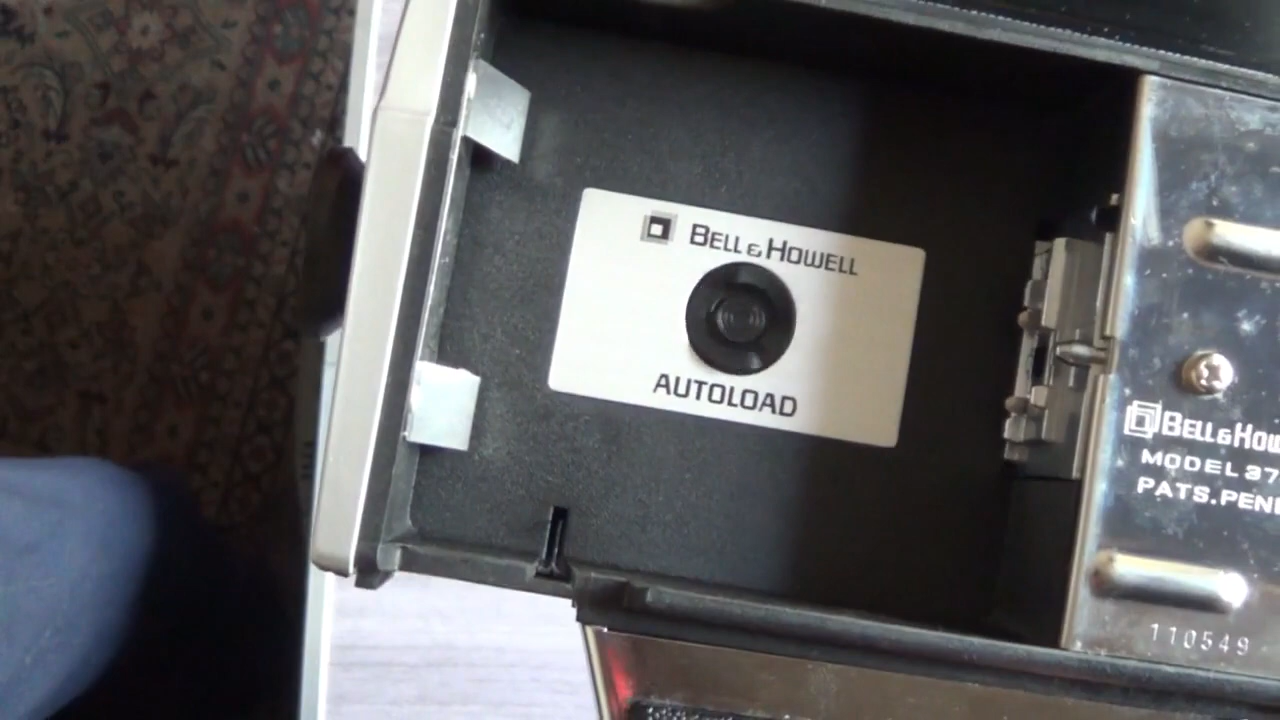 BELL & HOWELL
AUTOLOAD
BELL & HOW
MODEL 37
PATS. PEN
110549